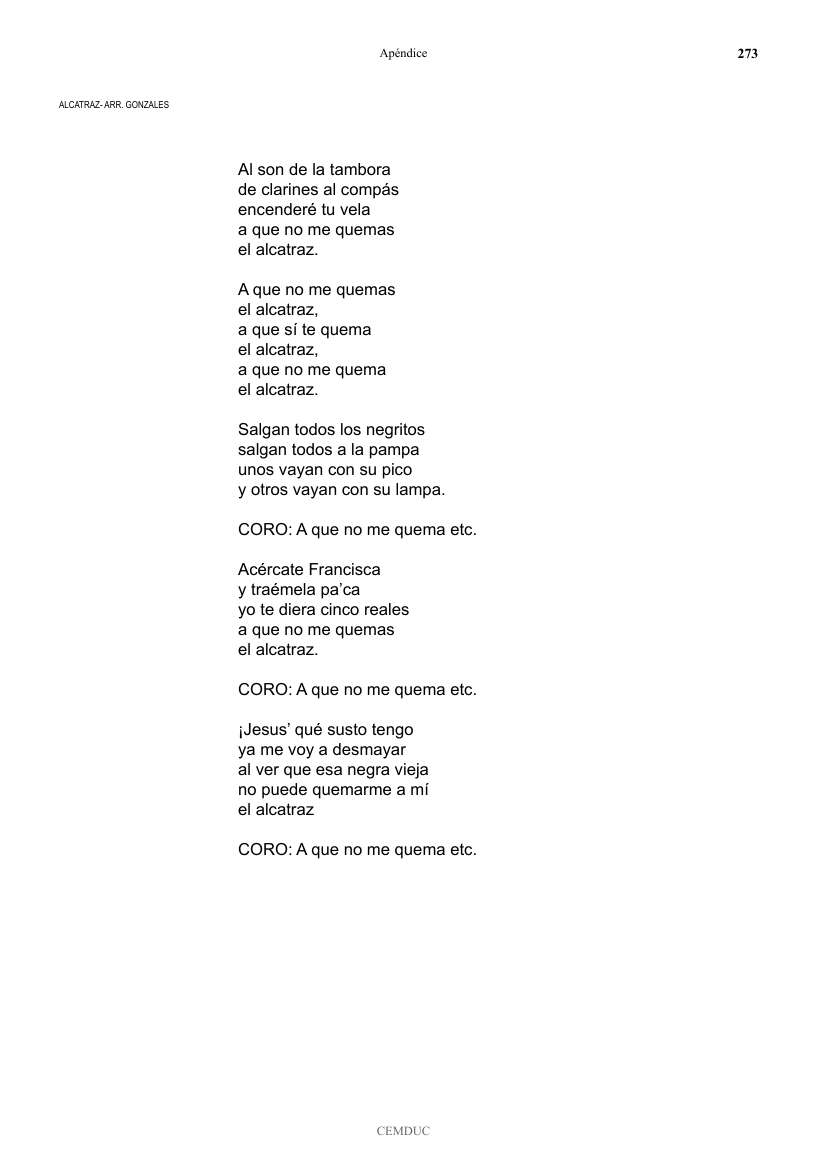 Apéndice
273
ALCATRAZ- ARR. GONZALES
Al son de la tambora
de clarines al compás
encenderé tu vela
a que no me quemas
el alcatraz.
A que no me quemas
el alcatraz,
a que sí te quema
el alcatraz,
a que no me quema
el alcatraz.
Salgan todos los negritos
salgan todos a la pampa
unos vayan con su pico
y otros vayan con su lampa.
CORO: A que no me quema etc.
Acércate Francisca
y traémela pa’ca
yo te diera cinco reales
a que no me quemas
el alcatraz.
CORO: A que no me quema etc.
¡Jesus’ qué susto tengo
ya me voy a desmayar
al ver que esa negra vieja
no puede quemarme a mí
el alcatraz
CORO: A que no me quema etc.
CEMDUC